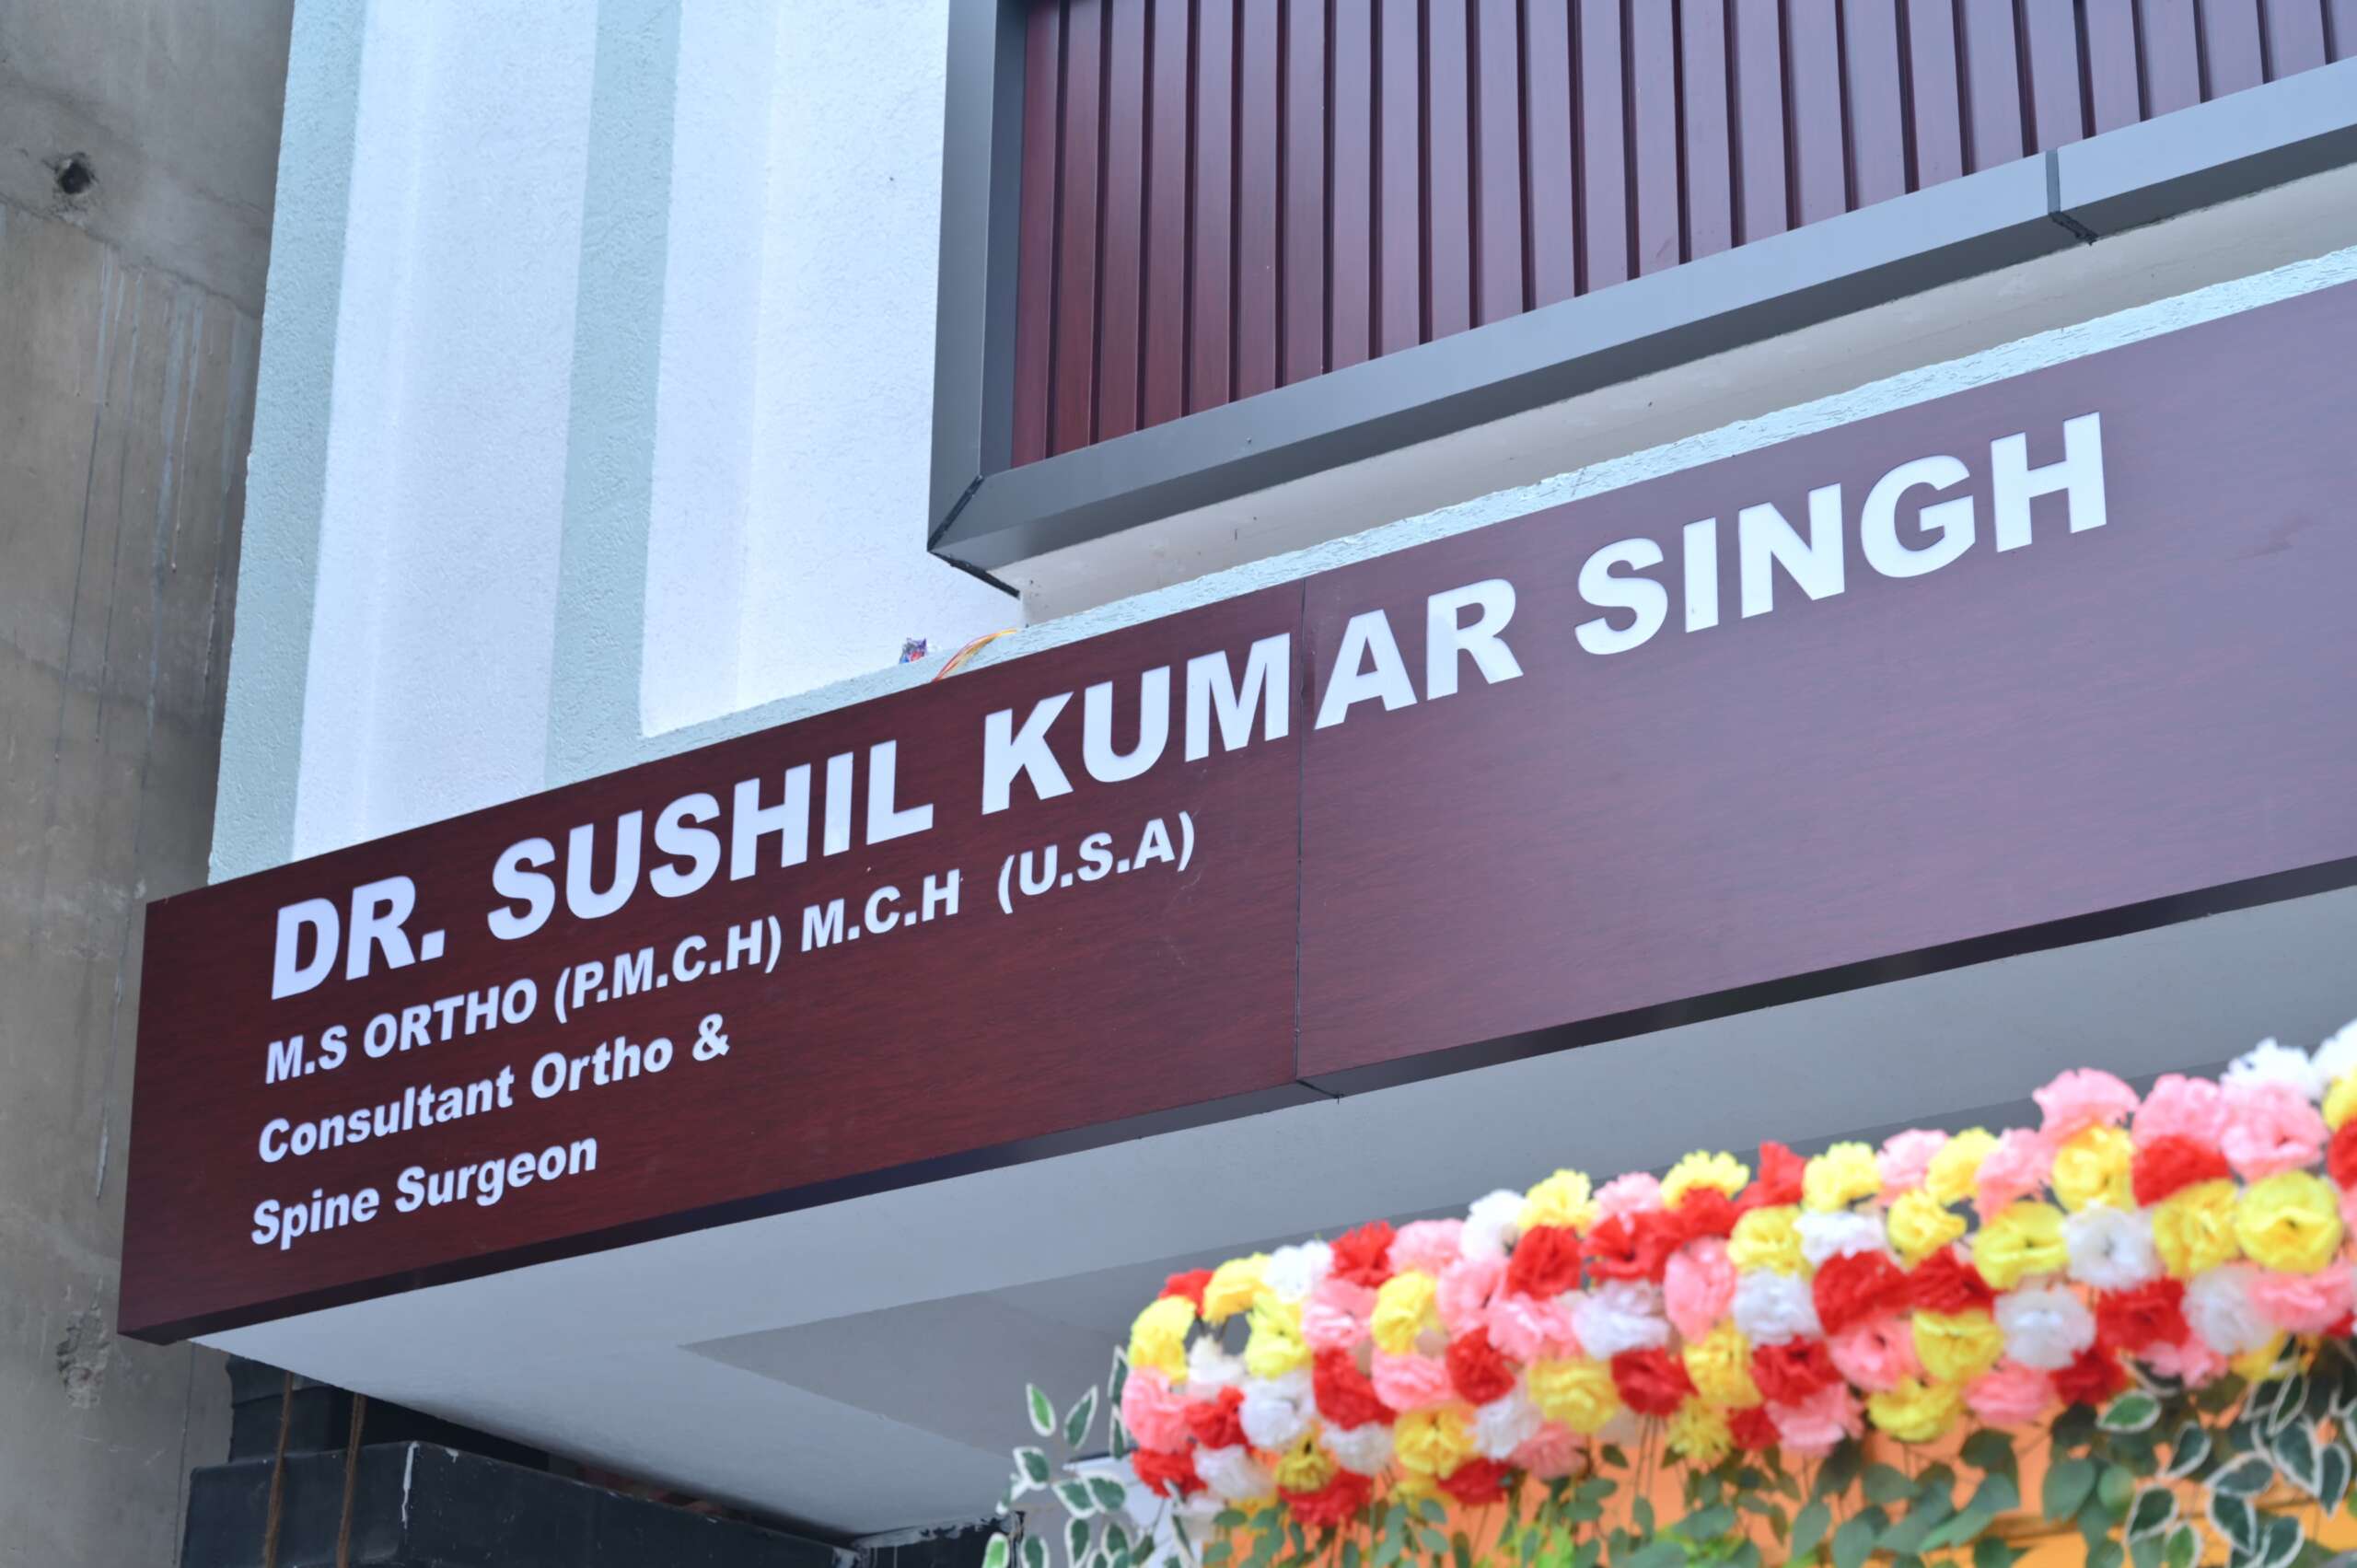 DR. SUSHIL KUMAR SINGH
M.S ORTHO (P.M.C.H) M.C.H (U.S.A)
Consultant Ortho &
Spine Surgeon